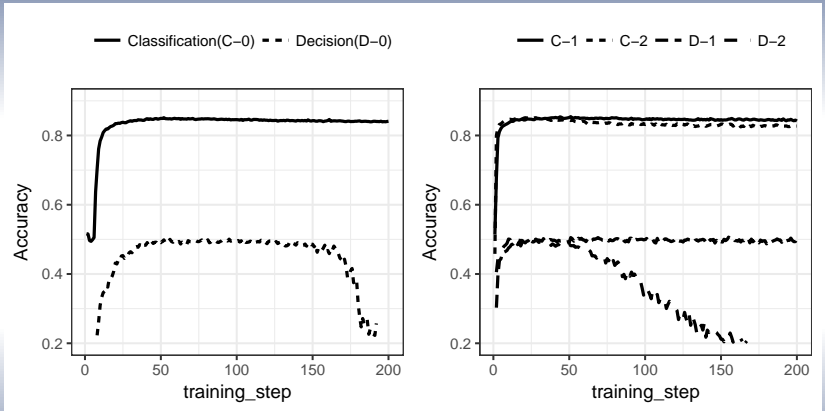 Classification(C−0) Decision(D−0)
Accuracy
0.8
0.6
0.4
0.2
0 50 100 150 200
training_step
C−1 C−2 D−1 D−2
Accuracy
0.8
0.6
0.4
0.2
0 50 100 150 200
training_step